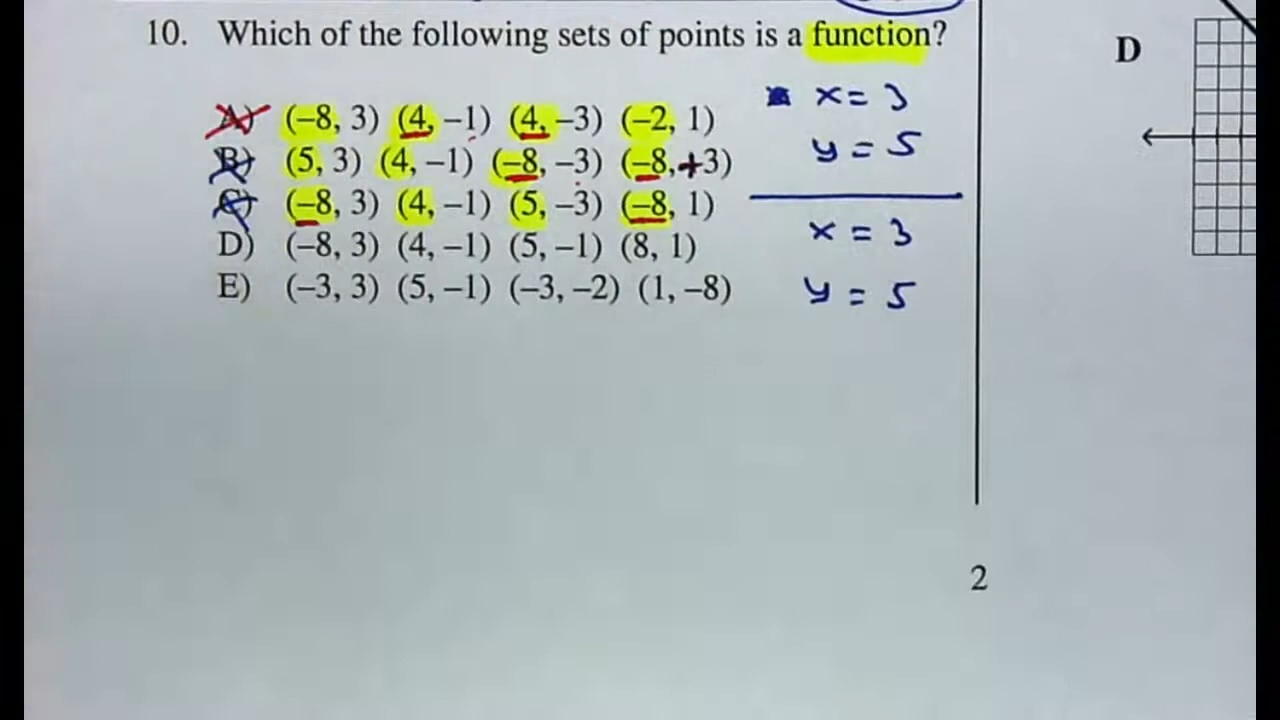 10. Which of the following sets of points is a function?
A) (–8, 3) (4, –1) (4, –3) (–2, 1)
B) (5, 3) (4, –1) (–8, –3) (–8, +3)
C) (–8, 3) (4, –1) (5, –3) (–8, 1)
D) (–8, 3) (4, –1) (5, –1) (8, 1)
E) (–3, 3) (5, –1) (–3, –2) (1, –8)
x = 3
y = 5
x = 3
y = 5
D
2